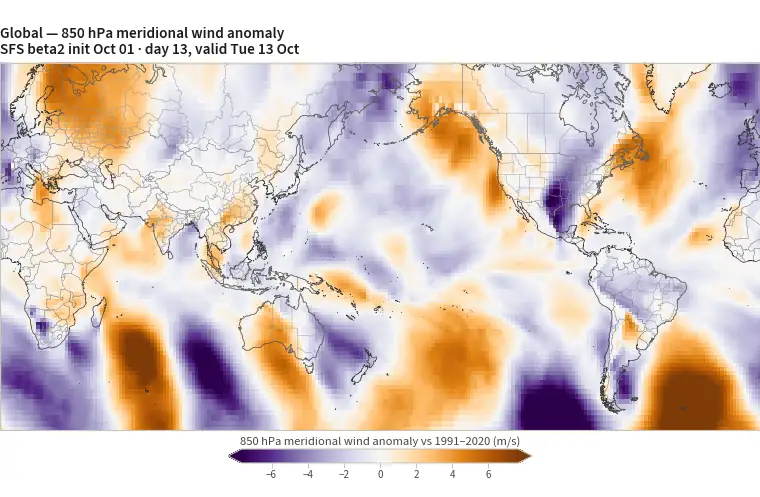 Global — 850 hPa meridional wind anomaly
SFS beta2 init Oct 01 · day 13, valid Tue 13 Oct
850 hPa meridional wind anomaly vs 1991–2020 (m/s)
−6 −4 −2 0 2 4 6